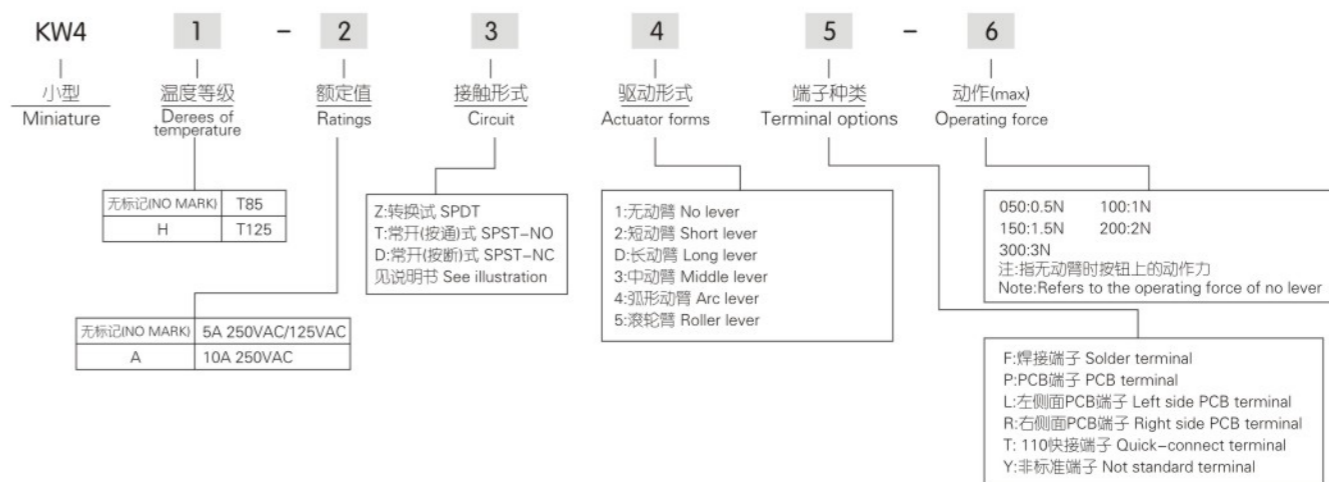 KW4 1 - 2 3 4 5 - 6
小型 温度等级 额定值 接触形式 驱动形式 端子种类 动作(max)
Miniature Derees of temperature Ratings Circuit Actuator forms Terminal options Operating force
无标记(NO MARK) T85
H T125
无标记(NO MARK) 5A 250VAC/125VAC
A 10A 250VAC
Z:转换试 SPDT
T:常开(按通)式 SPST-NO
D:常开(按断)式 SPST-NC
见说明书 See illustration
1:无动臂 No lever
2:短动臂 Short lever
D:长动臂 Long lever
3:中动臂 Middle lever
4:弧形动臂 Arc lever
5:滚轮臂 Roller lever
050:0.5N 100:1N
150:1.5N 200:2N
300:3N
注:指无动臂时按钮上的动作力
Note:Refers to the operating force of no lever
F:焊接端子 Solder terminal
P:PCB端子 PCB terminal
L:左侧面PCB端子 Left side PCB terminal
R:右侧面PCB端子 Right side PCB terminal
T: 110快接端子 Quick-connect terminal
Y:非标准端子 Not standard terminal